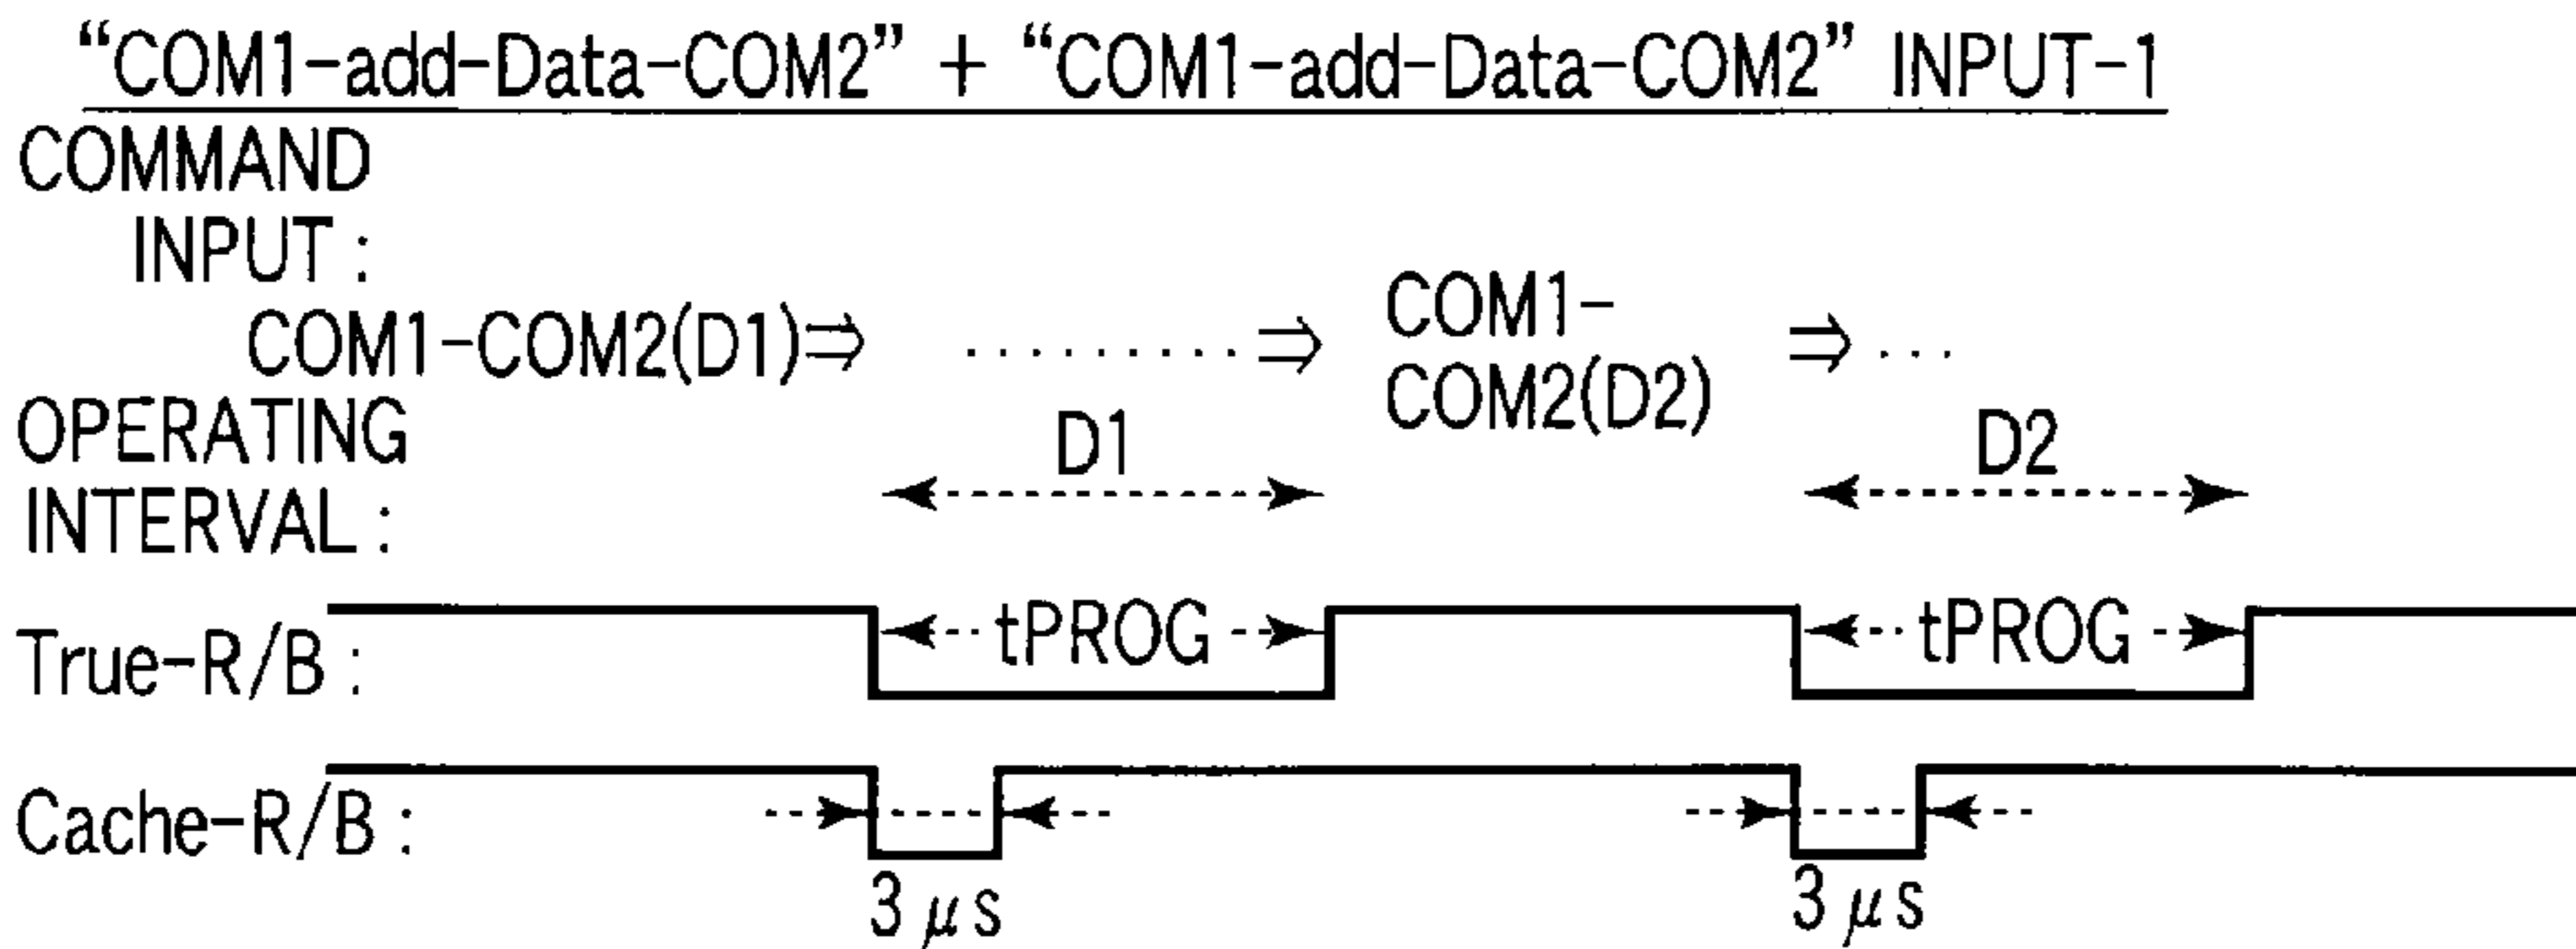 “COM1-add-Data-COM2” + “COM1-add-Data-COM2” INPUT-1
COMMAND
INPUT :
COM1-COM2(D1)⇒ ......... ⇒ COM1-
COM2(D2) ⇒ ...
OPERATING
INTERVAL :
D1 D2
True-R/B : tPROG tPROG
Cache-R/B :
3 μs 3 μs